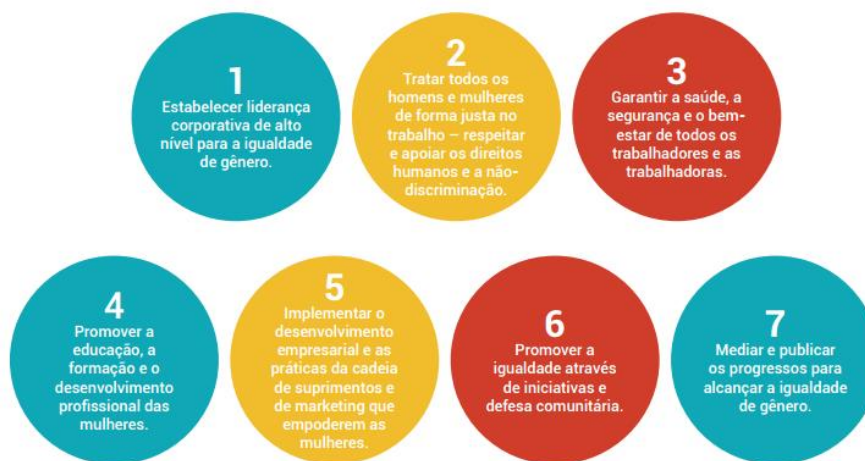 1
Estabelecer liderança
corporativa de alto
nível para a igualdade
de gênero.
2
Tratar todos os
homens e mulheres
de forma justa no
trabalho – respeitar
e apoiar os direitos
humanos e a não-
discriminação.
3
Garantir a saúde, a
segurança e o bem-
estar de todos os
trabalhadores e as
trabalhadoras.
4
Promover a
educação, a
formação e o
desenvolvimento
profissional das
mulheres.
5
Implementar o
desenvolvimento
empresarial e as
práticas da cadeia
de suprimentos e
de marketing que
empoderem as
mulheres.
6
Promover a
igualdade através
de iniciativas e
defesa comunitária.
7
Mediar e publicar
os progressos para
alcançar a igualdade
de gênero.